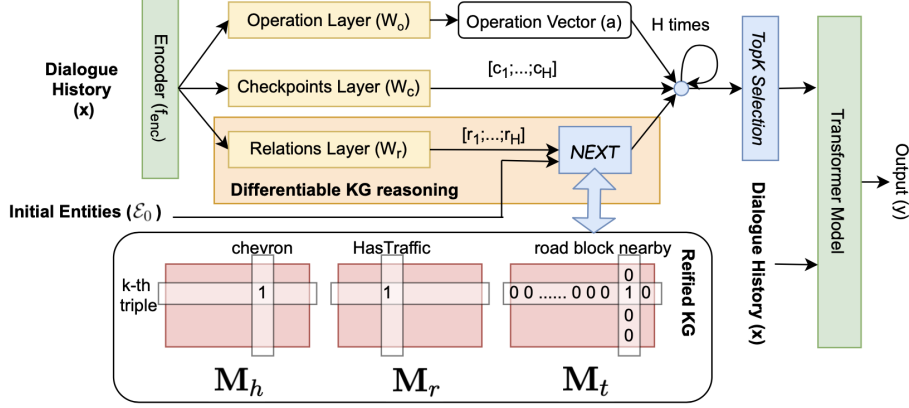 Dialogue
History
(x)
Encoder (f_enc)
Operation Layer (W_o)
Operation Vector (a)
H times
Checkpoints Layer (W_c)
[c_1;...;c_H]
Relations Layer (W_r)
[r_1;...;r_H]
NEXT
Differentiable KG reasoning
Initial Entities (ℰ_0)
TopK Selection
Transformer Model
Output (y)
Dialogue History (x)
chevron
HasTraffic
road block nearby
Reified KG
k-th
triple
1
1
0
0 0 ...... 0 0 0 1 0
0
0
M_h
M_r
M_t